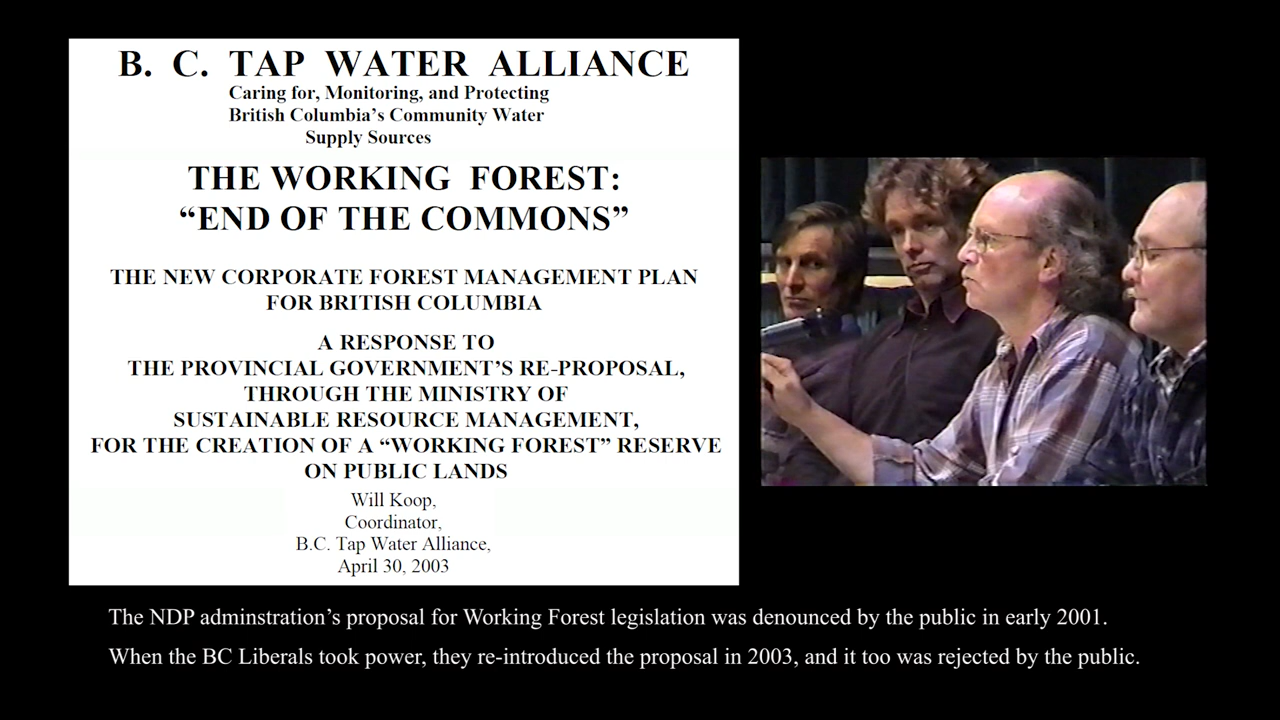 B. C. TAP WATER ALLIANCE
Caring for, Monitoring, and Protecting
British Columbia's Community Water
Supply Sources
THE WORKING FOREST:
“END OF THE COMMONS”
THE NEW CORPORATE FOREST MANAGEMENT PLAN
FOR BRITISH COLUMBIA
A RESPONSE TO
THE PROVINCIAL GOVERNMENT'S RE-PROPOSAL,
THROUGH THE MINISTRY OF
SUSTAINABLE RESOURCE MANAGEMENT,
FOR THE CREATION OF A “WORKING FOREST” RESERVE
ON PUBLIC LANDS
Will Koop,
Coordinator,
B.C. Tap Water Alliance,
April 30, 2003
The NDP adminstration's proposal for Working Forest legislation was denounced by the public in early 2001.
When the BC Liberals took power, they re-introduced the proposal in 2003, and it too was rejected by the public.